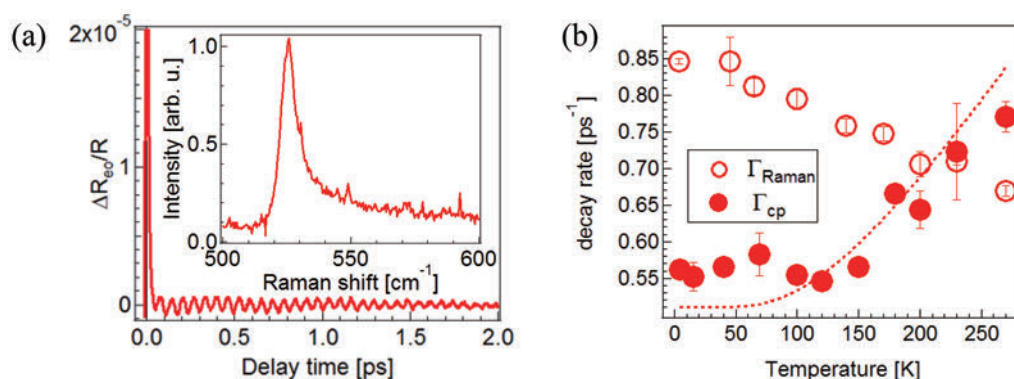 (a)
2x10⁻⁵
1
0
ΔR_eo/R
0.0
0.5
1.0
1.5
2.0
Delay time [ps]
1.0
0.5
0.0
Intensity [arb. u.]
500
550
600
Raman shift [cm⁻¹]
(b)
0.85
0.80
0.75
0.70
0.65
0.60
0.55
decay rate [ps⁻¹]
Γ_Raman
Γ_cp
0
50
100
150
200
250
Temperature [K]